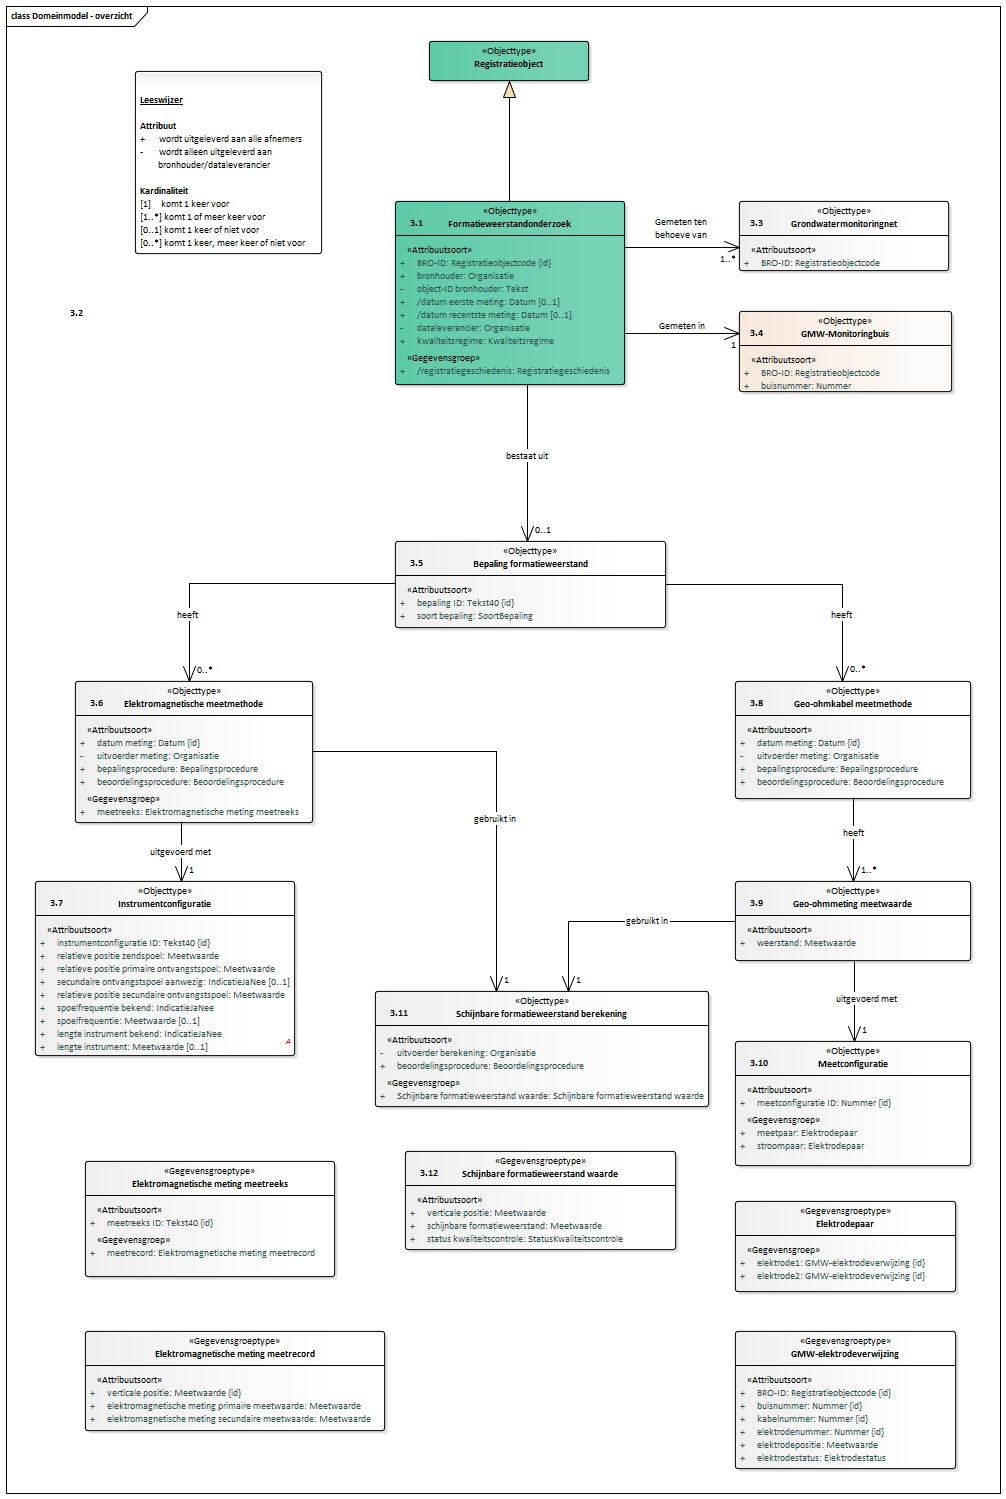 class Domeinmodel - overzicht
«Objecttype»
Registratieobject
Leeswijzer
Attribuut
+ wordt uitgeleverd aan alle afnemers
- wordt alleen uitgeleverd aan
bronhouder/dataleverancier
Kardinaliteit
[1] komt 1 keer voor
[1..*] komt 1 of meer keer voor
[0..1] komt 1 keer of niet voor
[0..*] komt 1 keer, meer keer of niet voor
3.2
«Objecttype»
3.1 Formatieweerstandonderzoek
«Attribuutsoort»
+ BRO-ID: Registratieobjectcode {id}
+ bronhouder: Organisatie
- object-ID bronhouder: Tekst
+ /datum eerste meting: Datum [0..1]
+ /datum recentste meting: Datum [0..1]
- dataleverancier: Organisatie
+ kwaliteitsregime: Kwaliteitsregime
«Gegevensgroep»
+ /registratiegeschiedenis: Registratiegeschiedenis
Gemeten ten
behoeve van
1..*
«Objecttype»
3.3 Grondwatermonitoringnet
«Attribuutsoort»
+ BRO-ID: Registratieobjectcode
Gemeten in
1
«Objecttype»
3.4 GMW-Monitoringbuis
«Attribuutsoort»
+ BRO-ID: Registratieobjectcode
+ buisnummer: Nummer
bestaat uit
0..1
«Objecttype»
3.5 Bepaling formatieweerstand
«Attribuutsoort»
+ bepaling ID: Tekst40 {id}
+ soort bepaling: SoortBepaling
heeft
0..*
heeft
0..*
«Objecttype»
3.6 Elektromagnetische meetmethode
«Attribuutsoort»
+ datum meting: Datum {id}
- uitvoerder meting: Organisatie
+ bepalingsprocedure: Bepalingsprocedure
+ beoordelingsprocedure: Beoordelingsprocedure
«Gegevensgroep»
+ meetreeks: Elektromagnetische meting meetreeks
«Objecttype»
3.8 Geo-ohmkabel meetmethode
«Attribuutsoort»
+ datum meting: Datum {id}
- uitvoerder meting: Organisatie
+ bepalingsprocedure: Bepalingsprocedure
+ beoordelingsprocedure: Beoordelingsprocedure
gebruikt in
1
uitgevoerd met
1
heeft
1..*
«Objecttype»
3.7 Instrumentconfiguratie
«Attribuutsoort»
+ instrumentconfiguratie ID: Tekst40 {id}
+ relatieve positie zendspoel: Meetwaarde
+ relatieve positie primaire ontvangstspoel: Meetwaarde
+ secundaire ontvangstspoel aanwezig: IndicatieJaNee [0..1]
+ relatieve positie secundaire ontvangstspoel: Meetwaarde
+ spoelfrequentie bekend: IndicatieJaNee
+ spoelfrequentie: Meetwaarde [0..1]
+ lengte instrument bekend: IndicatieJaNee
+ lengte instrument: Meetwaarde [0..1]
A
«Objecttype»
3.9 Geo-ohmmeting meetwaarde
«Attribuutsoort»
+ weerstand: Meetwaarde
gebruikt in
1
uitgevoerd met
1
«Objecttype»
3.11 Schijnbare formatieweerstand berekening
«Attribuutsoort»
- uitvoerder berekening: Organisatie
+ beoordelingsprocedure: Beoordelingsprocedure
«Gegevensgroep»
+ Schijnbare formatieweerstand waarde: Schijnbare formatieweerstand waarde
«Objecttype»
3.10 Meetconfiguratie
«Attribuutsoort»
+ meetconfiguratie ID: Nummer {id}
«Gegevensgroep»
+ meetpaar: Elektrodepaar
+ stroompaar: Elektrodepaar
«Gegevensgroeptype»
Elektromagnetische meting meetreeks
«Attribuutsoort»
+ meetreeks ID: Tekst40 {id}
«Gegevensgroep»
+ meetrecord: Elektromagnetische meting meetrecord
«Gegevensgroeptype»
3.12 Schijnbare formatieweerstand waarde
«Attribuutsoort»
+ verticale positie: Meetwaarde
+ schijnbare formatieweerstand: Meetwaarde
+ status kwaliteitscontrole: StatusKwaliteitscontrole
«Gegevensgroeptype»
Elektrodepaar
«Gegevensgroep»
+ elektrode1: GMW-elektrodeverwijzing {id}
+ elektrode2: GMW-elektrodeverwijzing {id}
«Gegevensgroeptype»
Elektromagnetische meting meetrecord
«Attribuutsoort»
+ verticale positie: Meetwaarde {id}
+ elektromagnetische meting primaire meetwaarde: Meetwaarde
+ elektromagnetische meting secundaire meetwaarde: Meetwaarde
«Gegevensgroeptype»
GMW-elektrodeverwijzing
«Attribuutsoort»
+ BRO-ID: Registratieobjectcode {id}
+ buisnummer: Nummer {id}
+ kabelnummer: Nummer {id}
+ elektrodenummer: Nummer {id}
+ elektrodepositie: Meetwaarde
+ elektrodestatus: Elektrodestatus